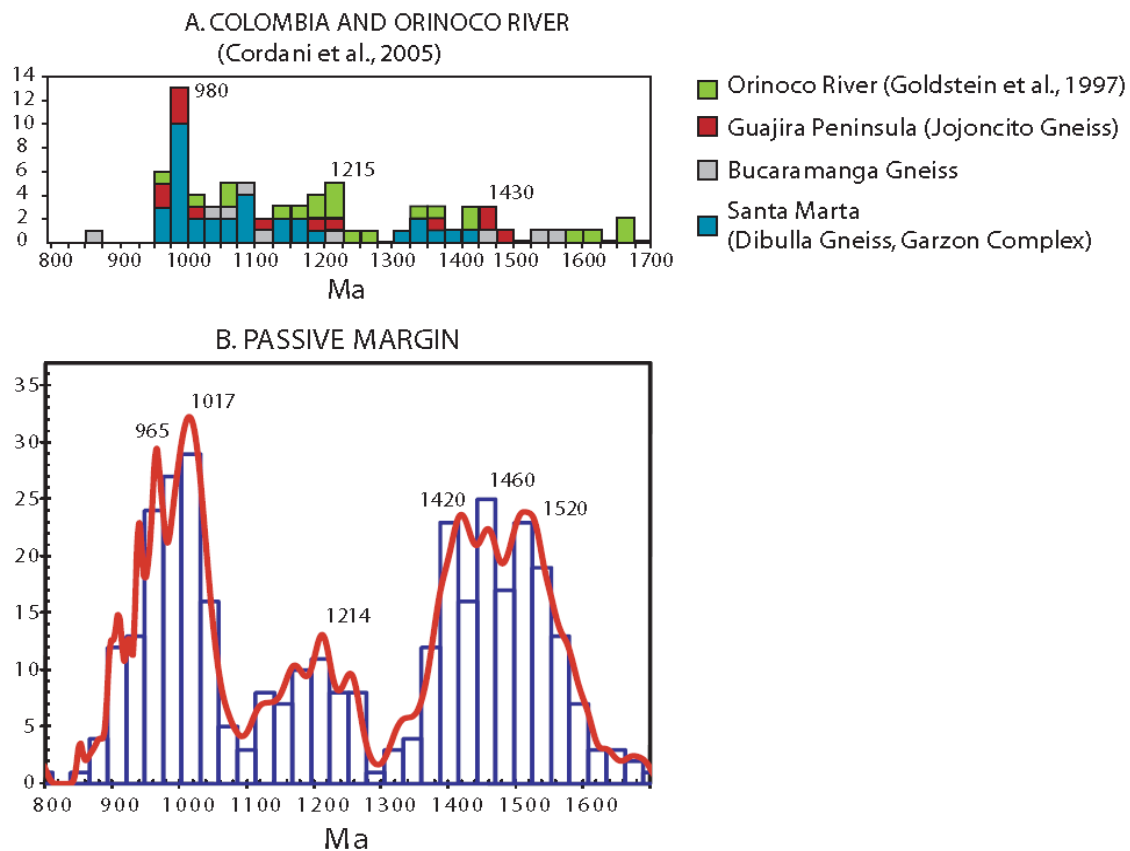 A. COLOMBIA AND ORINOCO RIVER
(Cordani et al., 2005)
14
12
10
8
6
4
2
0
980
1215
1430
800 900 1000 1100 1200 1300 1400 1500 1600 1700
Ma
Orinoco River (Goldstein et al., 1997)
Guajira Peninsula (Jojoncito Gneiss)
Bucaramanga Gneiss
Santa Marta
(Dibulla Gneiss, Garzon Complex)
B. PASSIVE MARGIN
35
30
25
20
15
10
5
0
965
1017
1214
1420
1460
1520
800 900 1000 1100 1200 1300 1400 1500 1600
Ma